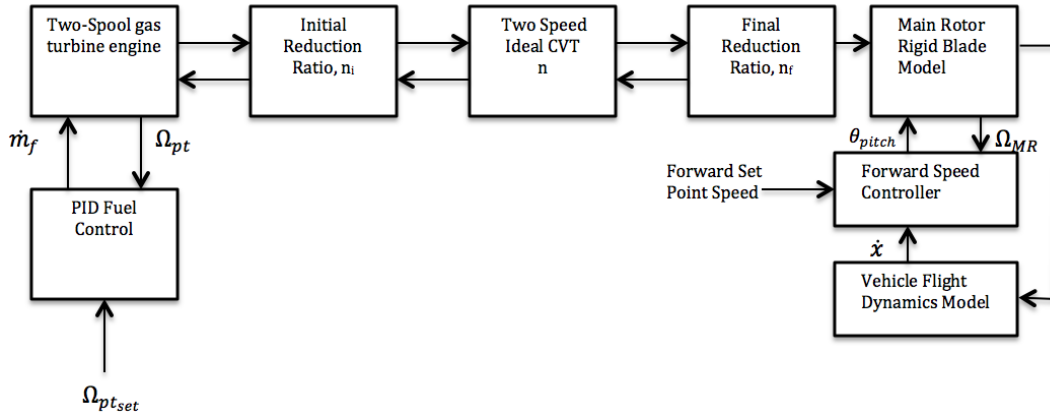 Two-Spool gas
turbine engine
Initial
Reduction
Ratio, nᵢ
Two Speed
Ideal CVT
n
Final
Reduction
Ratio, n_f
Main Rotor
Rigid Blade
Model
ṁ_f
Ω_pt
θ_pitch
Ω_MR
PID Fuel
Control
Forward Set
Point Speed
Forward Speed
Controller
ẋ
Vehicle Flight
Dynamics Model
Ω_pt_set